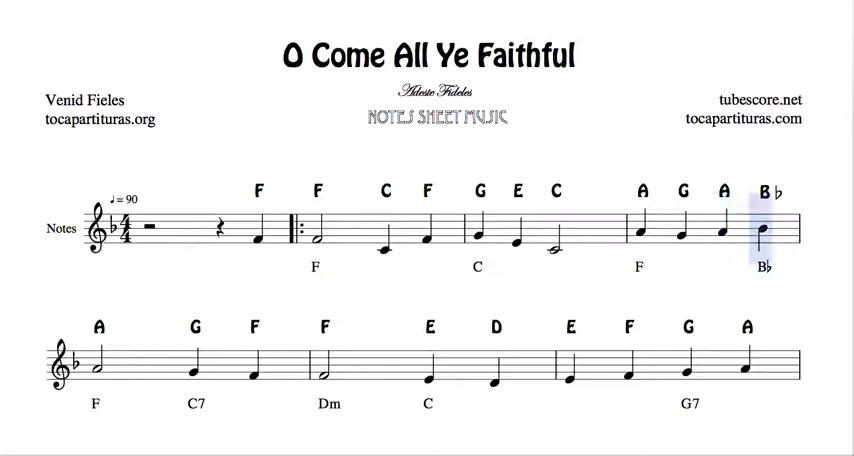 O Come All Ye Faithful
Adeste Fideles
Venid Fieles
tubescore.net
tocapartituras.org
NOTES SHEET MUSIC
tocapartituras.com
♩ = 90
F F C F G E C A G A B♭
Notes
F C F B♭
A G F F E D E F G A
F C7 Dm C G7